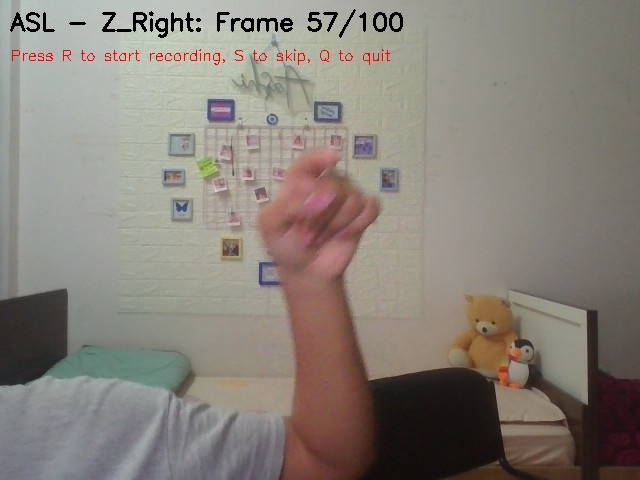 ASL - Z_Right: Frame 57/100
Press R to start recording, S to skip, Q to quit